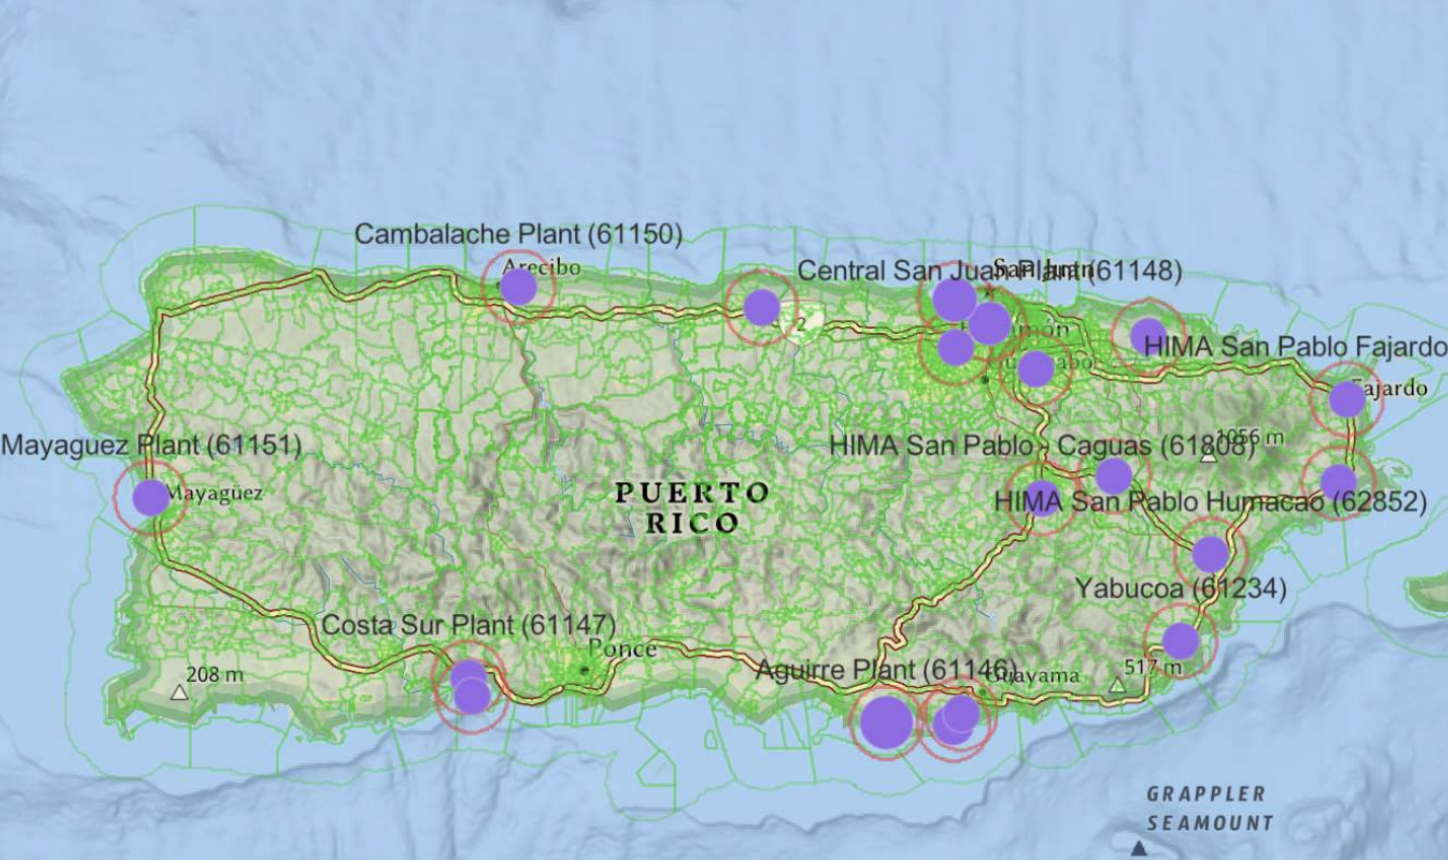 Cambalache Plant (61150)
Arecibo
Central San Juan Plant (61148)
San Juan
2
HIMA San Pablo Fajardo
Fajardo
Mayaguez Plant (61151)
Mayagüez
HIMA San Pablo - Caguas (61808)
1056 m
PUERTO
RICO
HIMA San Pablo Humacao (62852)
Yabucoa (61234)
Costa Sur Plant (61147)
Ponce
Aguirre Plant (61146)
Guayama
517 m
208 m
GRAPPLER
SEAMOUNT